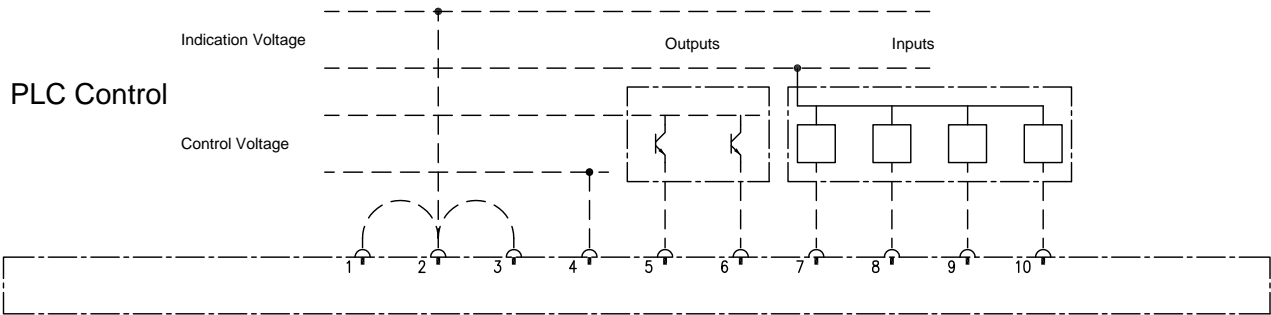 Indication Voltage
Outputs
Inputs
PLC Control
Control Voltage
1 2 3 4 5 6 7 8 9 10